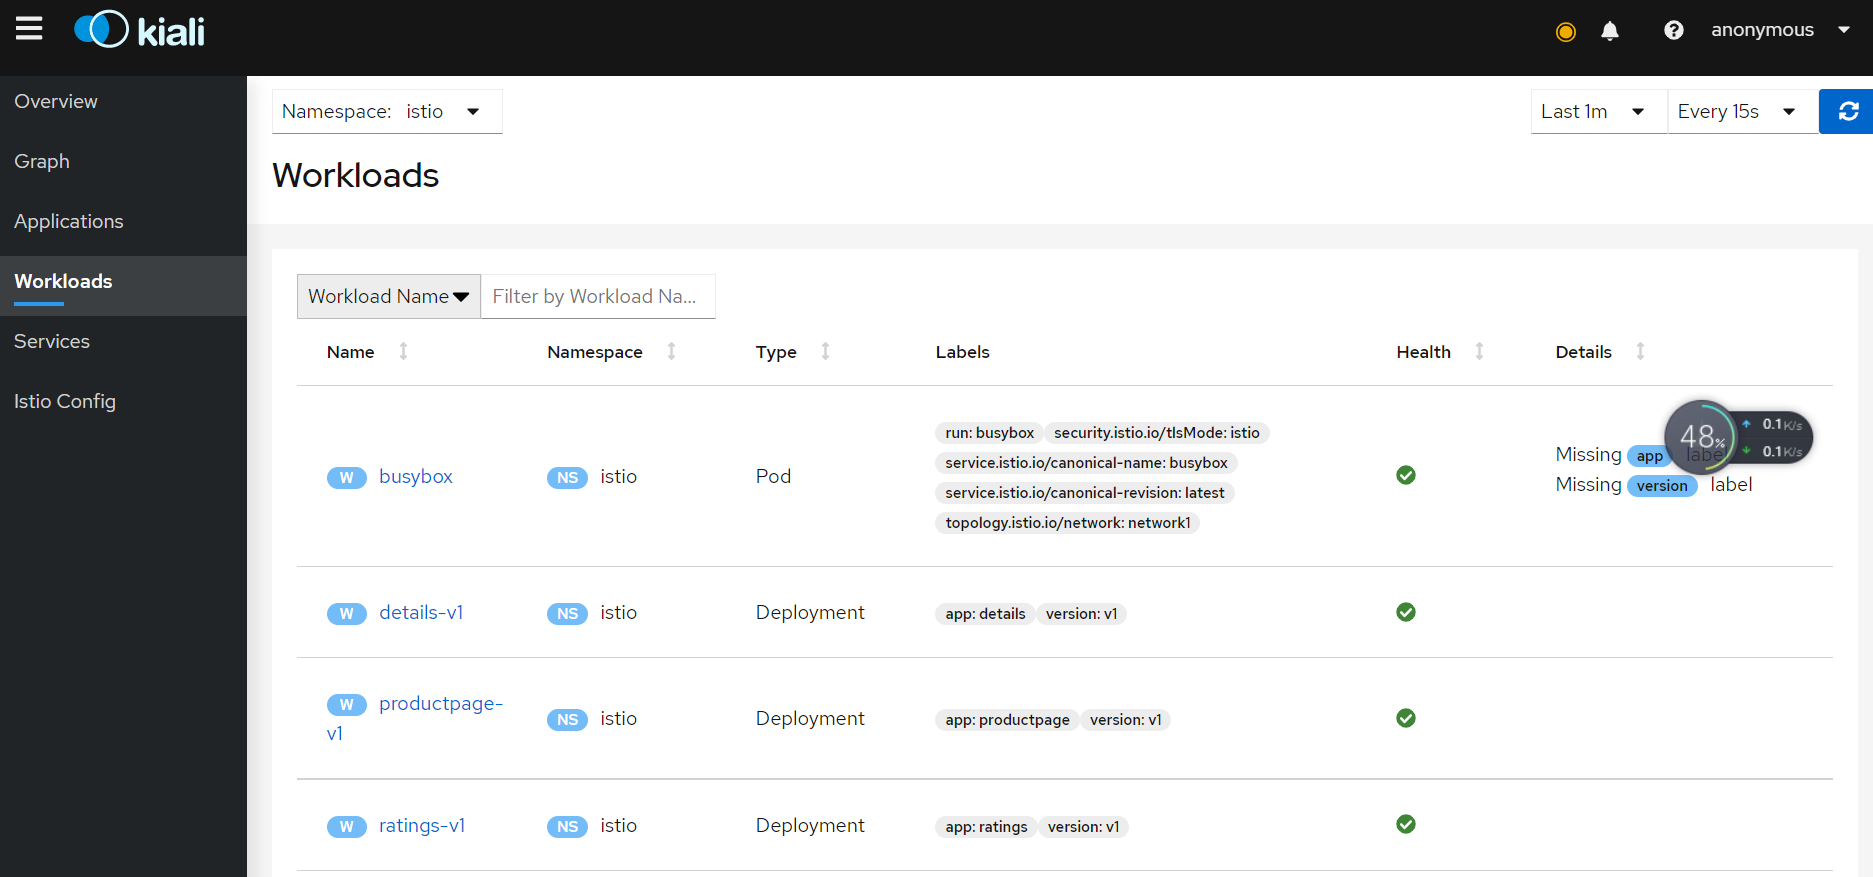 kiali
anonymous
Overview
Graph
Applications
Workloads
Services
Istio Config
Namespace: istio
Last 1m
Every 15s
Workloads
Workload Name
Filter by Workload Na...
Name Namespace Type Labels Health Details
W busybox NS istio Pod
run: busybox security.istio.io/tlsMode: istio
service.istio.io/canonical-name: busybox
service.istio.io/canonical-revision: latest
topology.istio.io/network: network1
Missing app label
Missing version label
48%
0.1K/s
0.1K/s
W details-v1 NS istio Deployment app: details version: v1
W productpage-
v1
NS istio Deployment app: productpage version: v1
W ratings-v1 NS istio Deployment app: ratings version: v1